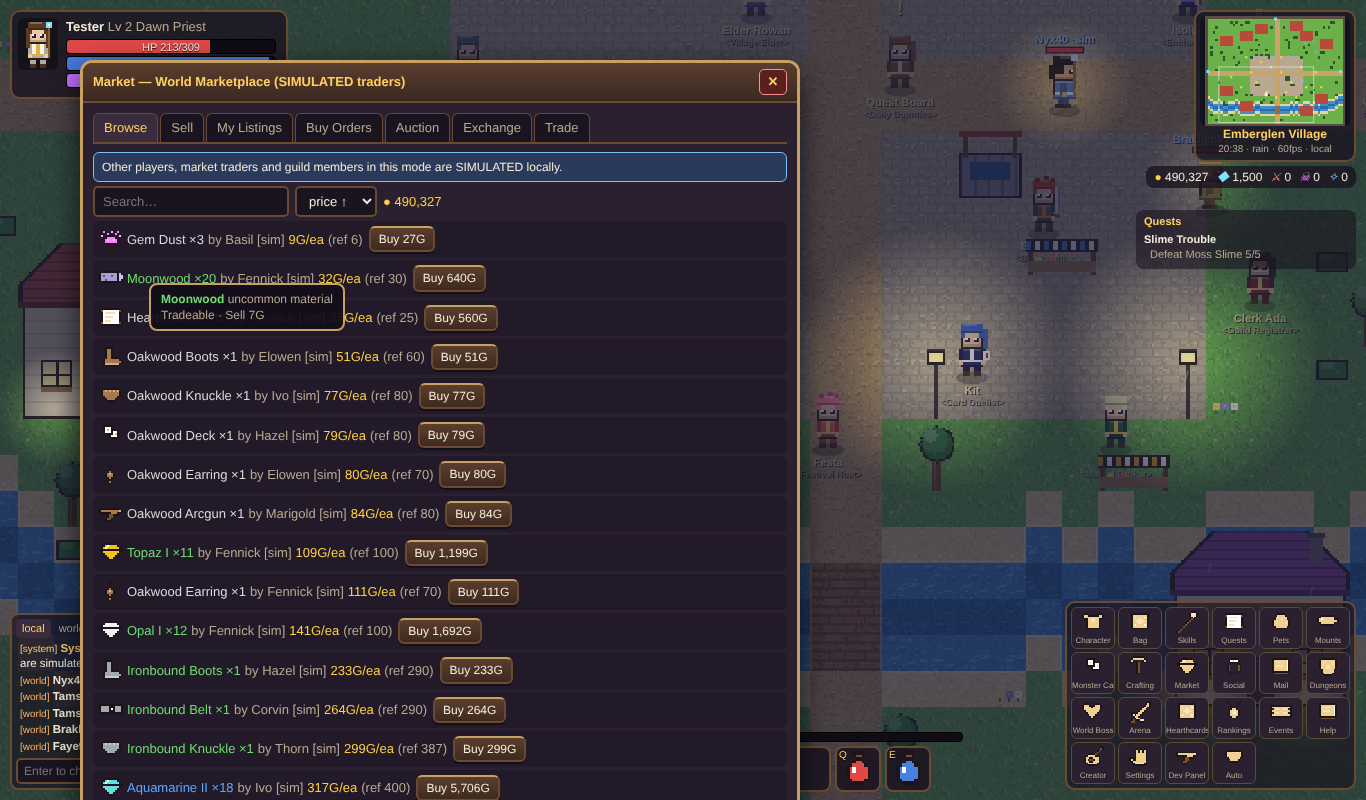 Tester Lv 2 Dawn Priest
HP 213/309
Market — World Marketplace (SIMULATED traders)
✕
Browse
Sell
My Listings
Buy Orders
Auction
Exchange
Trade
Other players, market traders and guild members in this mode are SIMULATED locally.
Search…
price ↑
490,327
Gem Dust ×3 by Basil [sim] 9G/ea (ref 6) Buy 27G
Moonwood ×20 by Fennick [sim] 32G/ea (ref 30) Buy 640G
Moonwood uncommon material
Tradeable · Sell 7G
G/ea (ref 25) Buy 560G
Oakwood Boots ×1 by Elowen [sim] 51G/ea (ref 60) Buy 51G
Oakwood Knuckle ×1 by Ivo [sim] 77G/ea (ref 80) Buy 77G
Oakwood Deck ×1 by Hazel [sim] 79G/ea (ref 80) Buy 79G
Oakwood Earring ×1 by Elowen [sim] 80G/ea (ref 70) Buy 80G
Oakwood Arcgun ×1 by Marigold [sim] 84G/ea (ref 80) Buy 84G
Topaz I ×11 by Fennick [sim] 109G/ea (ref 100) Buy 1,199G
Oakwood Earring ×1 by Fennick [sim] 111G/ea (ref 70) Buy 111G
Opal I ×12 by Fennick [sim] 141G/ea (ref 100) Buy 1,692G
Ironbound Boots ×1 by Hazel [sim] 233G/ea (ref 290) Buy 233G
Ironbound Belt ×1 by Corvin [sim] 264G/ea (ref 290) Buy 264G
Ironbound Knuckle ×1 by Thorn [sim] 299G/ea (ref 387) Buy 299G
Aquamarine II ×18 by Ivo [sim] 317G/ea (ref 400) Buy 5,706G
Elder Rowan
<Village Elder>
Nyx40·sim
Quest Board
<Daily Bounties>
Kit
<Card Duelist>
Clerk Ada
<Guild Registrar>
Festa
Emberglen Village
20:38 · rain · 60fps · local
490,327 1,500 0 0 0
Quests
Slime Trouble
Defeat Moss Slime 5/5
local
[system] Sys
are simulate
[world] Nyx4
[world] Tams
[world] Tams
[world] Brak
[world] Faye
Enter to ch
Q
E
Character
Bag
Skills
Quests
Pets
Mounts
Monster Ca
Crafting
Market
Social
Mail
Dungeons
World Boss
Arena
Hearthcards
Rankings
Events
Help
Creator
Settings
Dev Panel
Auto